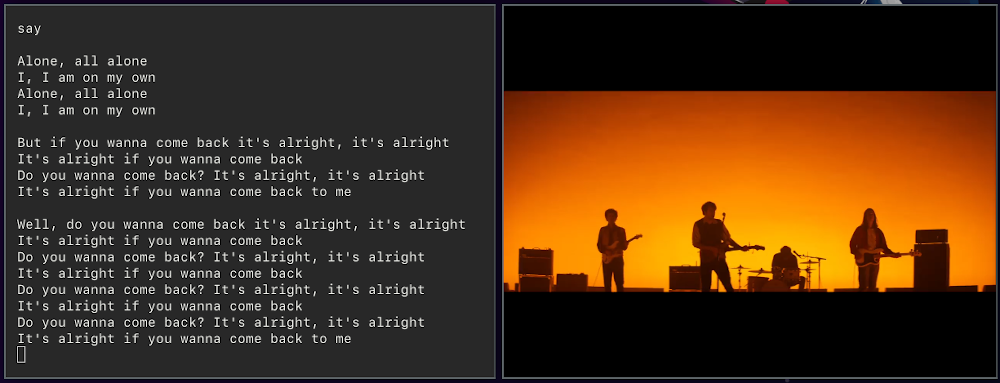 say
Alone, all alone
I, I am on my own
Alone, all alone
I, I am on my own
But if you wanna come back it's alright, it's alright
It's alright if you wanna come back
Do you wanna come back? It's alright, it's alright
It's alright if you wanna come back to me
Well, do you wanna come back it's alright, it's alright
It's alright if you wanna come back
Do you wanna come back? It's alright, it's alright
It's alright if you wanna come back
Do you wanna come back? It's alright, it's alright
It's alright if you wanna come back
Do you wanna come back? It's alright, it's alright
It's alright if you wanna come back to me